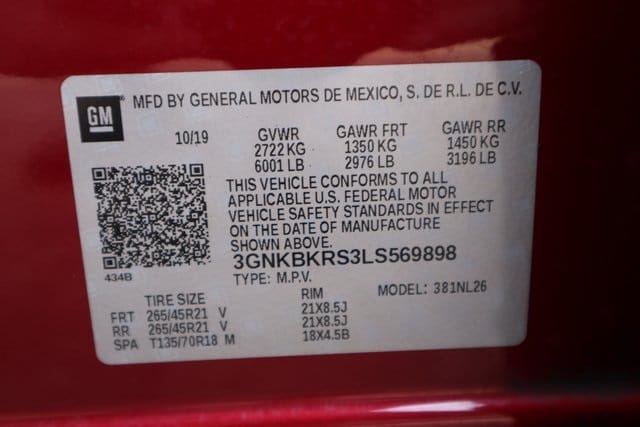 GM® MFD BY GENERAL MOTORS DE MEXICO, S. DE R.L. DE C.V.
10/19 GVWR GAWR FRT GAWR RR
2722 KG 1350 KG 1450 KG
6001 LB 2976 LB 3196 LB
THIS VEHICLE CONFORMS TO ALL
APPLICABLE U.S. FEDERAL MOTOR
VEHICLE SAFETY STANDARDS IN EFFECT
ON THE DATE OF MANUFACTURE
SHOWN ABOVE.
3GNKBKRS3LS569898
434B TYPE: M.P.V.
MODEL: 381NL26
TIRE SIZE RIM
FRT 265/45R21 V 21X8.5J
RR 265/45R21 V 21X8.5J
SPA T135/70R18 M 18X4.5B